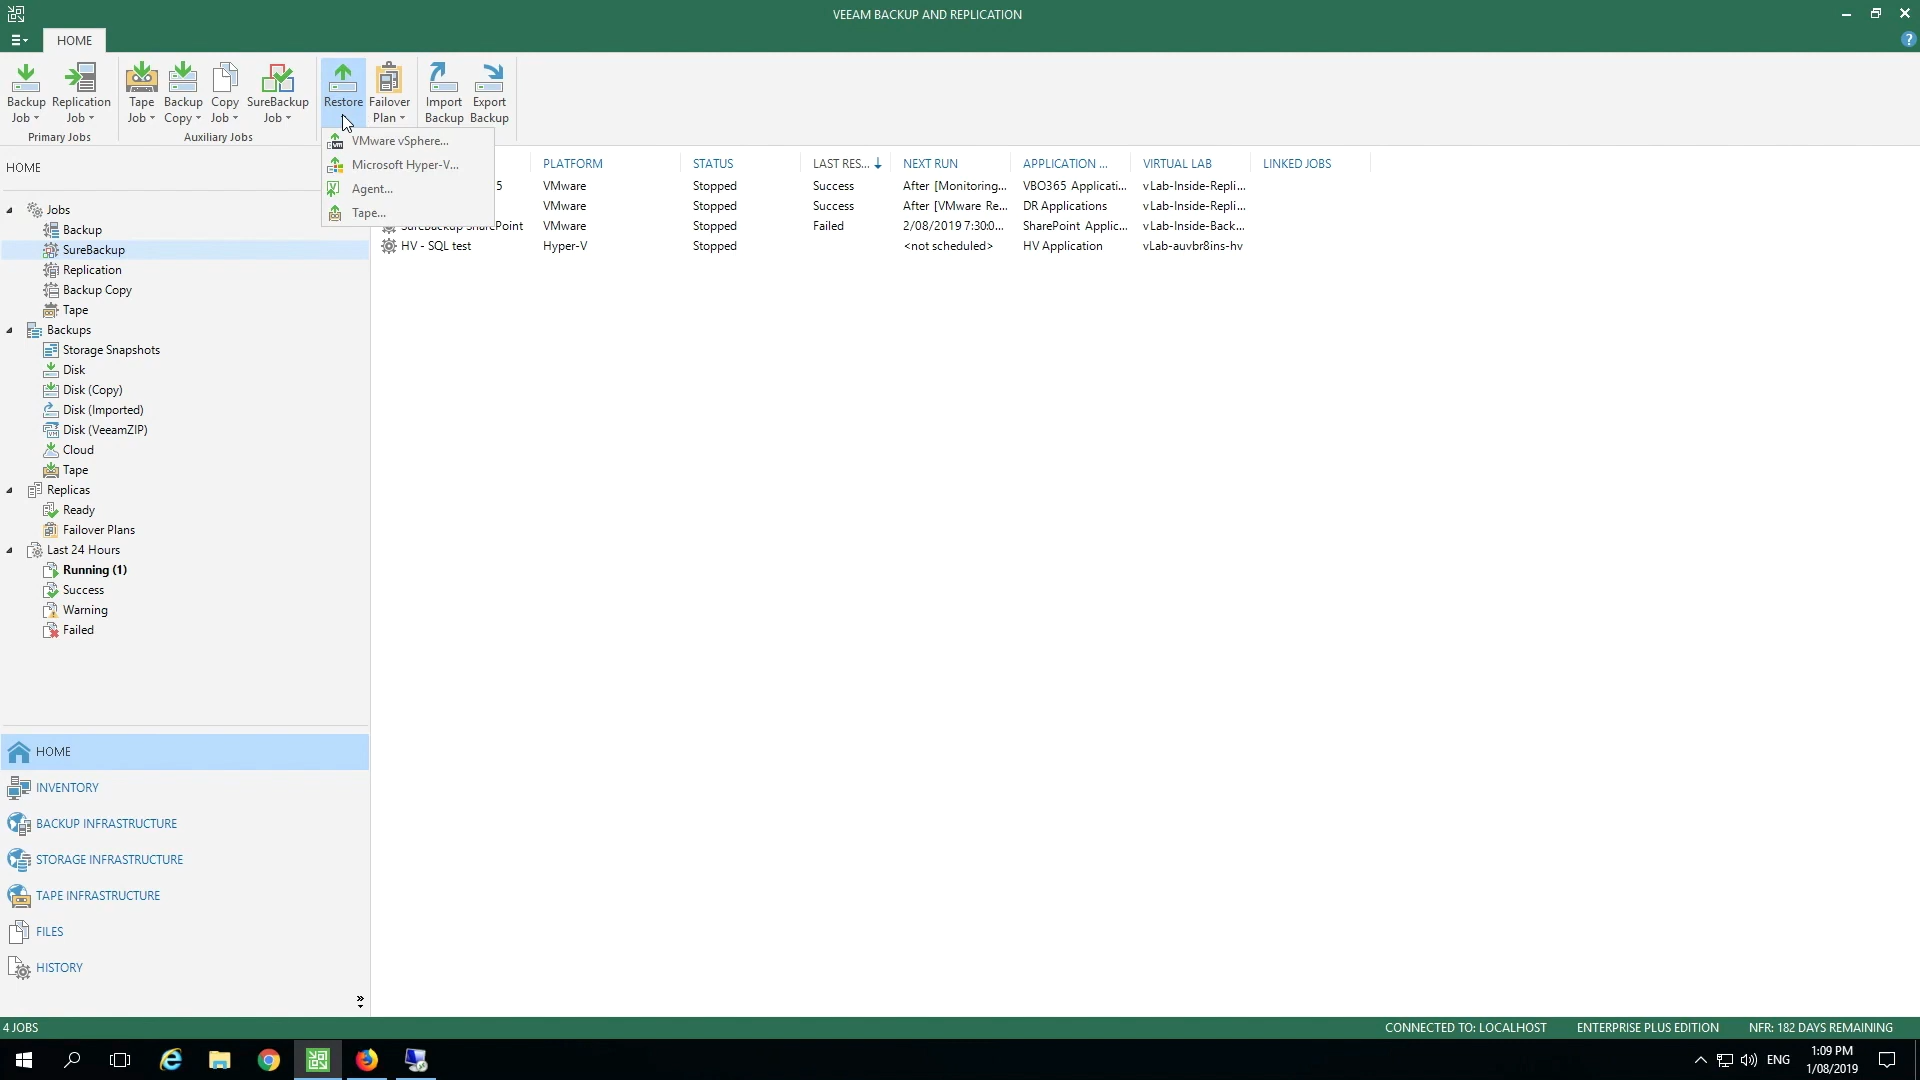 VEEAM BACKUP AND REPLICATION
HOME
Backup Job
Replication Job
Primary Jobs
Tape Job
Backup Copy
Copy Job
SureBackup Job
Auxiliary Jobs
Restore
Failover Plan
Import Backup
Export Backup
VMware vSphere...
Microsoft Hyper-V...
Agent...
Tape...
HOME
Jobs
Backup
SureBackup
Replication
Backup Copy
Tape
Backups
Storage Snapshots
Disk
Disk (Copy)
Disk (Imported)
Disk (VeeamZIP)
Cloud
Tape
Replicas
Ready
Failover Plans
Last 24 Hours
Running (1)
Success
Warning
Failed
HOME
INVENTORY
BACKUP INFRASTRUCTURE
STORAGE INFRASTRUCTURE
TAPE INFRASTRUCTURE
FILES
HISTORY
PLATFORM STATUS LAST RES... NEXT RUN APPLICATION ... VIRTUAL LAB LINKED JOBS
5 VMware Stopped Success After [Monitoring... VBO365 Applicati... vLab-Inside-Repli...
VMware Stopped Success After [VMware Re... DR Applications vLab-Inside-Repli...
SureBackup SharePoint VMware Stopped Failed 2/08/2019 7:30:0... SharePoint Applic... vLab-Inside-Back...
HV - SQL test Hyper-V Stopped <not scheduled> HV Application vLab-auvbr8ins-hv
4 JOBS
CONNECTED TO: LOCALHOST ENTERPRISE PLUS EDITION NFR: 182 DAYS REMAINING
ENG
1:09 PM
1/08/2019